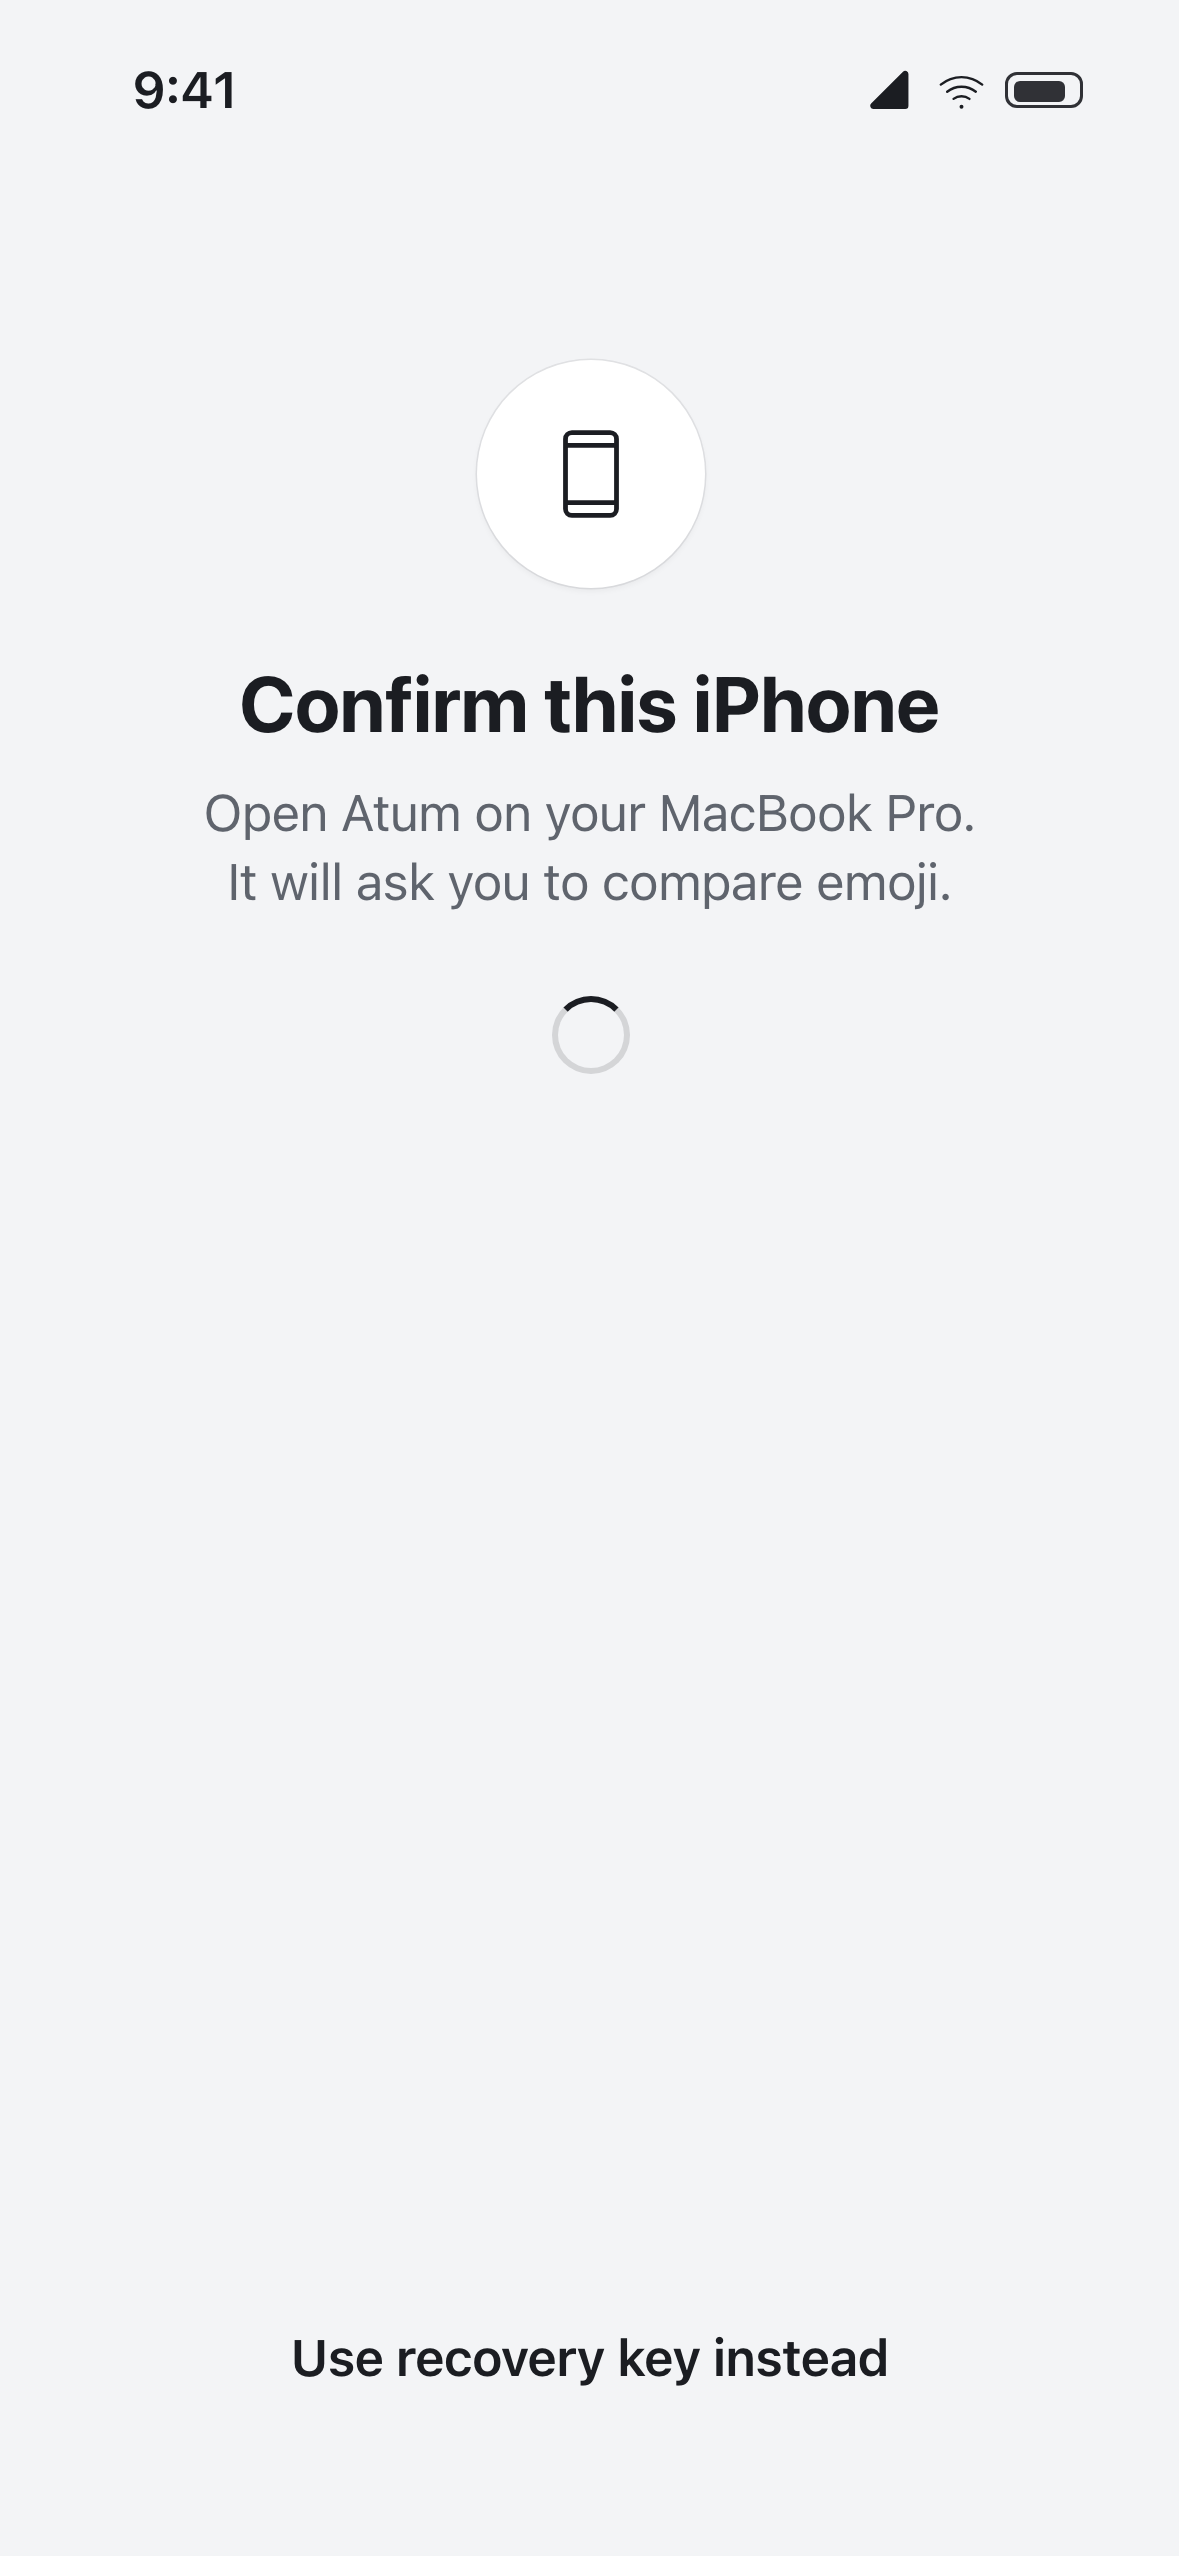 9:41
Confirm this iPhone
Open Atum on your MacBook Pro.
It will ask you to compare emoji.
Use recovery key instead